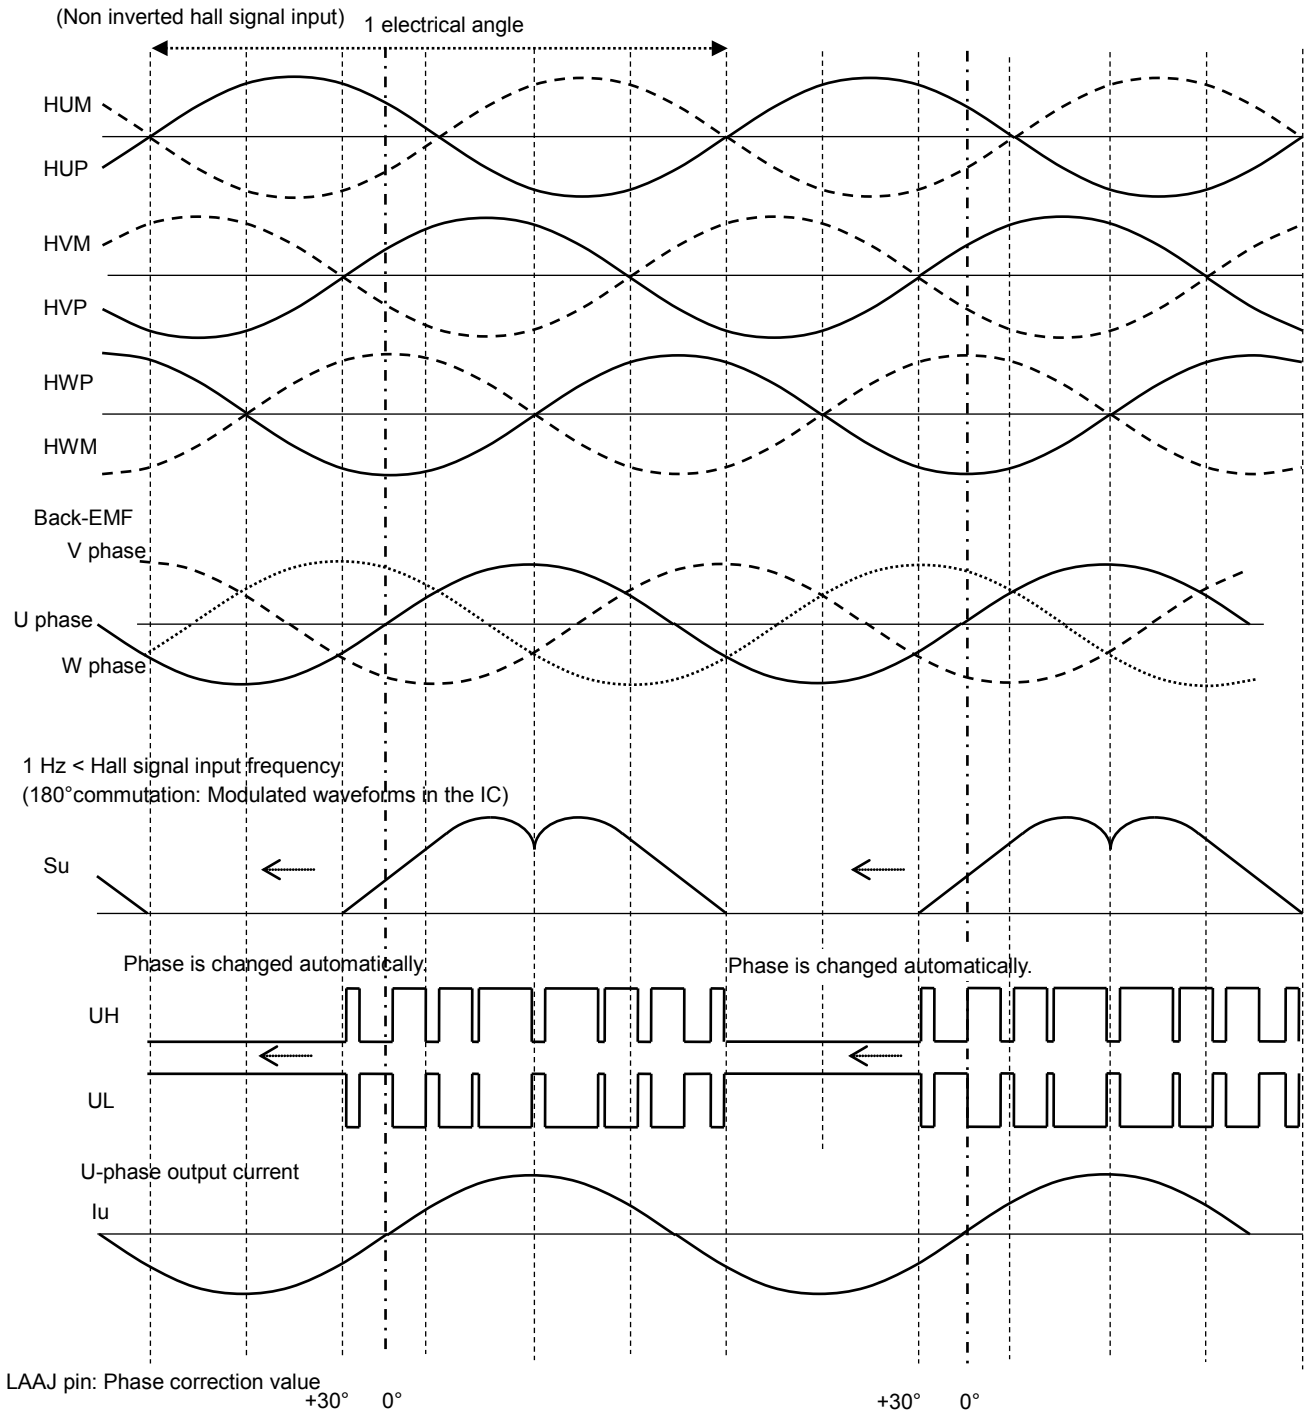 (Non inverted hall signal input)
1 electrical angle
HUM
HUP
HVM
HVP
HWP
HWM
Back-EMF
V phase
U phase
W phase
1 Hz < Hall signal input frequency
(180°commutation: Modulated waveforms in the IC)
Su
Phase is changed automatically.
Phase is changed automatically.
UH
UL
U-phase output current
Iu
LAAJ pin: Phase correction value
+30° 0° +30° 0°